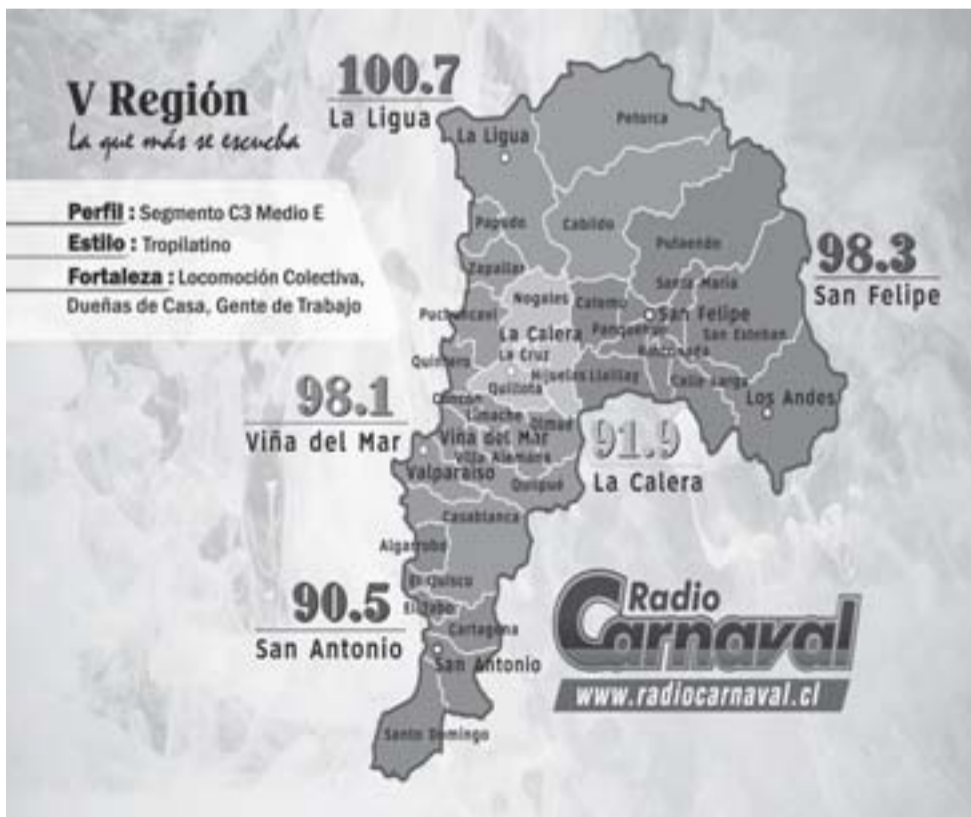 V Región
La que más se escucha
Perfil : Segmento C3 Medio E
Estilo : Tropilatino
Fortaleza : Locomoción Colectiva,
Dueñas de Casa, Gente de Trabajo
100.7
La Ligua
98.3
San Felipe
98.1
Viña del Mar
91.9
La Calera
90.5
San Antonio
La Ligua
Petorca
Papudo
Cabildo
Putaendo
Zapallar
Santa María
Nogales
Catemu
San Felipe
Puchuncaví
La Calera
Panquehue
San Esteban
La Cruz
Rinconada
Quintero
Hijuelas
Llaillay
Calle Larga
Quillota
Los Andes
Concón
Limache
Olmué
Viña del Mar
Villa Alemana
Valparaíso
Quilpué
Casablanca
Algarrobo
El Quisco
El Tabo
Cartagena
San Antonio
Santo Domingo
Radio
Carnaval
www.radiocarnaval.cl